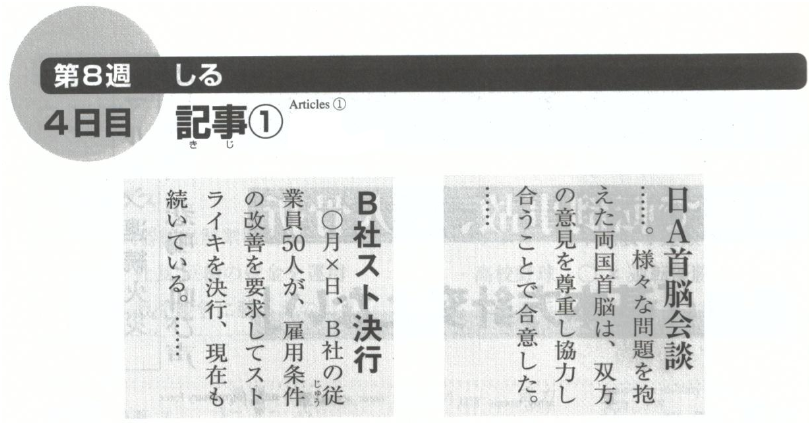 第8週 しる
4日目 記事①
きじ
Articles ①
日A首脳会談
……。様々な問題を抱
えた両国首脳は、双方
の意見を尊重し協力し
合うことで合意した。
……
B社スト決行
○月×日、B社の従
じゅう
業員50人が、雇用条件
の改善を要求してスト
ライキを決行、現在も
続いている。……